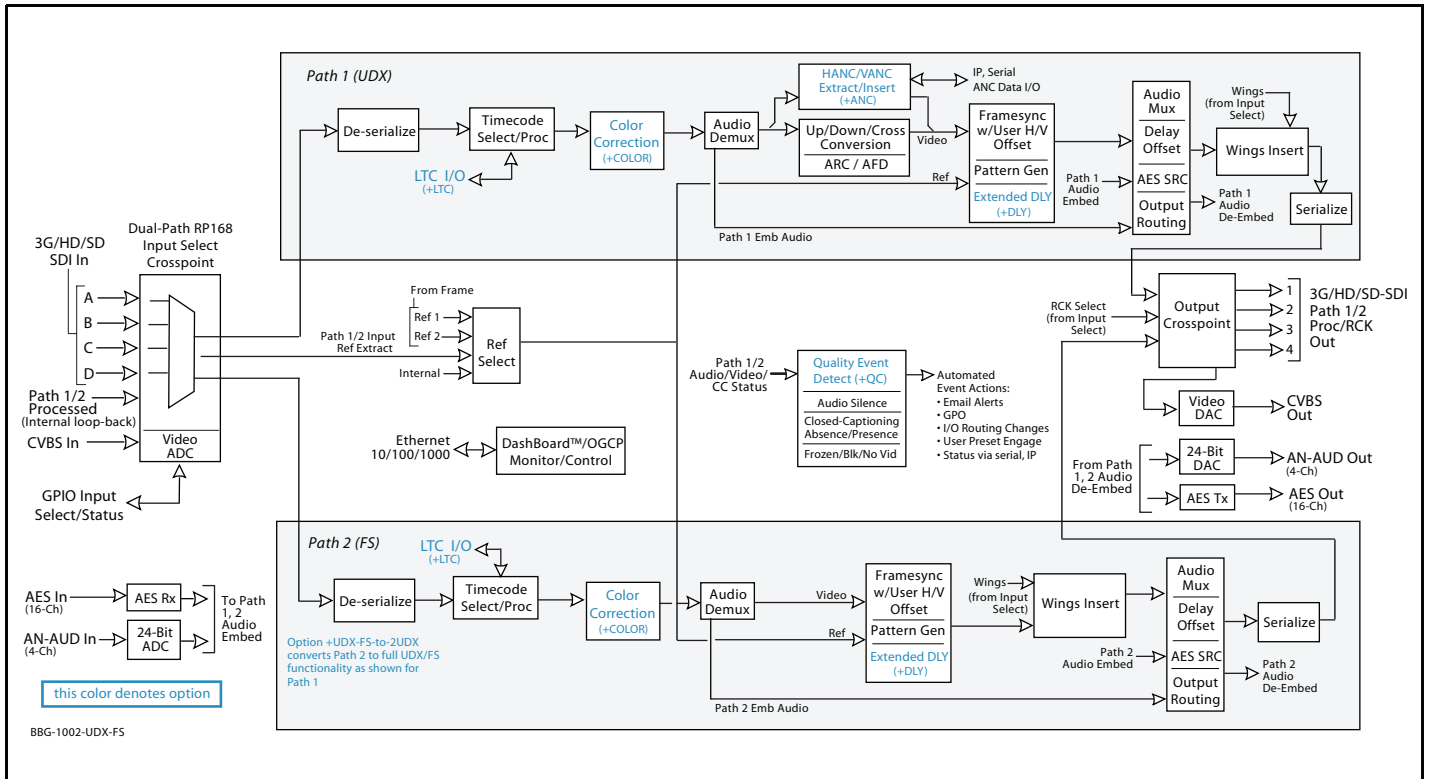 Path 1 (UDX)
De-serialize
Timecode
Select/Proc
LTC I/O
(+LTC)
Color
Correction
(+COLOR)
Audio
Demux
HANC/VANC
Extract/Insert
(+ANC)
IP, Serial
ANC Data I/O
Up/Down/Cross
Conversion
ARC / AFD
Video
Ref
Framesync
w/User H/V
Offset
Pattern Gen
Extended DLY
(+DLY)
Path 1
Audio
Embed
Audio
Mux
Delay
Offset
AES SRC
Output
Routing
Wings
(from Input
Select)
Wings Insert
Path 1
Audio
De-Embed
Serialize
Path 1 Emb Audio
Dual-Path RP168
Input Select
Crosspoint
3G/HD/SD
SDI In
A
B
C
D
Path 1/2
Processed
(Internal loop-back)
CVBS In
Video
ADC
GPIO Input
Select/Status
From Frame
Ref 1
Ref 2
Path 1/2 Input
Ref Extract
Internal
Ref
Select
Ethernet
10/100/1000
DashBoard™/OGCP
Monitor/Control
Path 1/2
Audio/Video/
CC Status
Quality Event
Detect (+QC)
Audio Silence
Closed-Captioning
Absence/Presence
Frozen/Blk/No Vid
Automated
Event Actions:
• Email Alerts
• GPO
• I/O Routing Changes
• User Preset Engage
• Status via serial, IP
RCK Select
(from Input
Select)
Output
Crosspoint
1
2
3
4
3G/HD/SD-SDI
Path 1/2
Proc/RCK
Out
Video
DAC
CVBS
Out
From Path
1, 2 Audio
De-Embed
24-Bit
DAC
AN-AUD Out
(4-Ch)
AES Tx
AES Out
(16-Ch)
Path 2 (FS)
LTC I/O
(+LTC)
De-serialize
Timecode
Select/Proc
Color
Correction
(+COLOR)
Audio
Demux
Video
Ref
Framesync
w/User H/V
Offset
Pattern Gen
Extended DLY
(+DLY)
Wings
(from Input
Select)
Wings Insert
Path 2
Audio Embed
Audio
Mux
Delay
Offset
AES SRC
Output
Routing
Serialize
Path 2
Audio
De-Embed
Path 2 Emb Audio
Option +UDX-FS-to-2UDX
converts Path 2 to full UDX/FS
functionality as shown for
Path 1
AES In
(16-Ch)
AES Rx
AN-AUD In
(4-Ch)
24-Bit
ADC
To Path
1, 2
Audio
Embed
this color denotes option
BBG-1002-UDX-FS